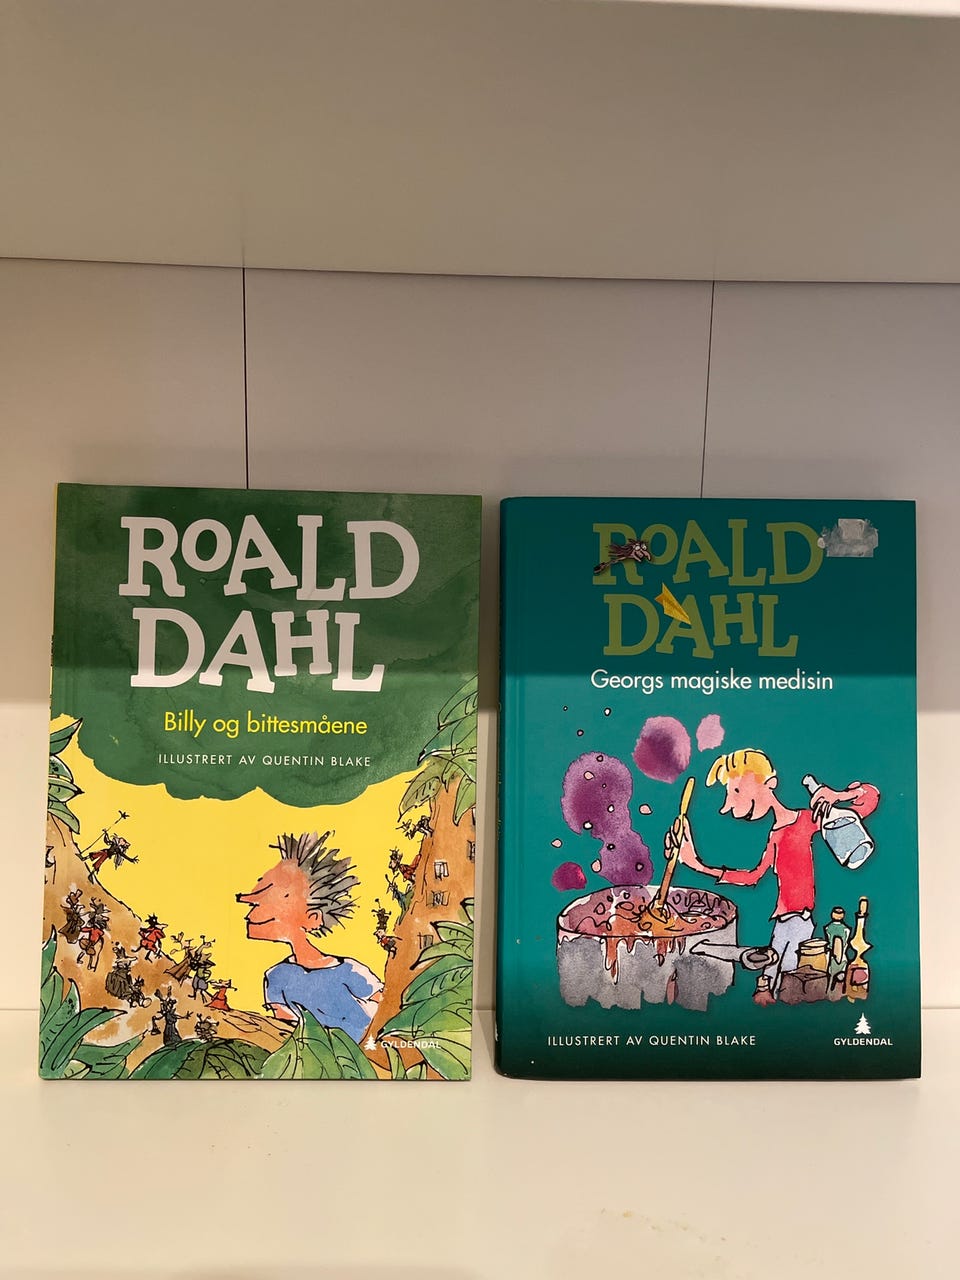 ROALD
DAHL
Billy og bittesmåene
ILLUSTRERT AV QUENTIN BLAKE
GYLDENDAL
ROALD
DAHL
Georgs magiske medisin
ILLUSTRERT AV QUENTIN BLAKE
GYLDENDAL